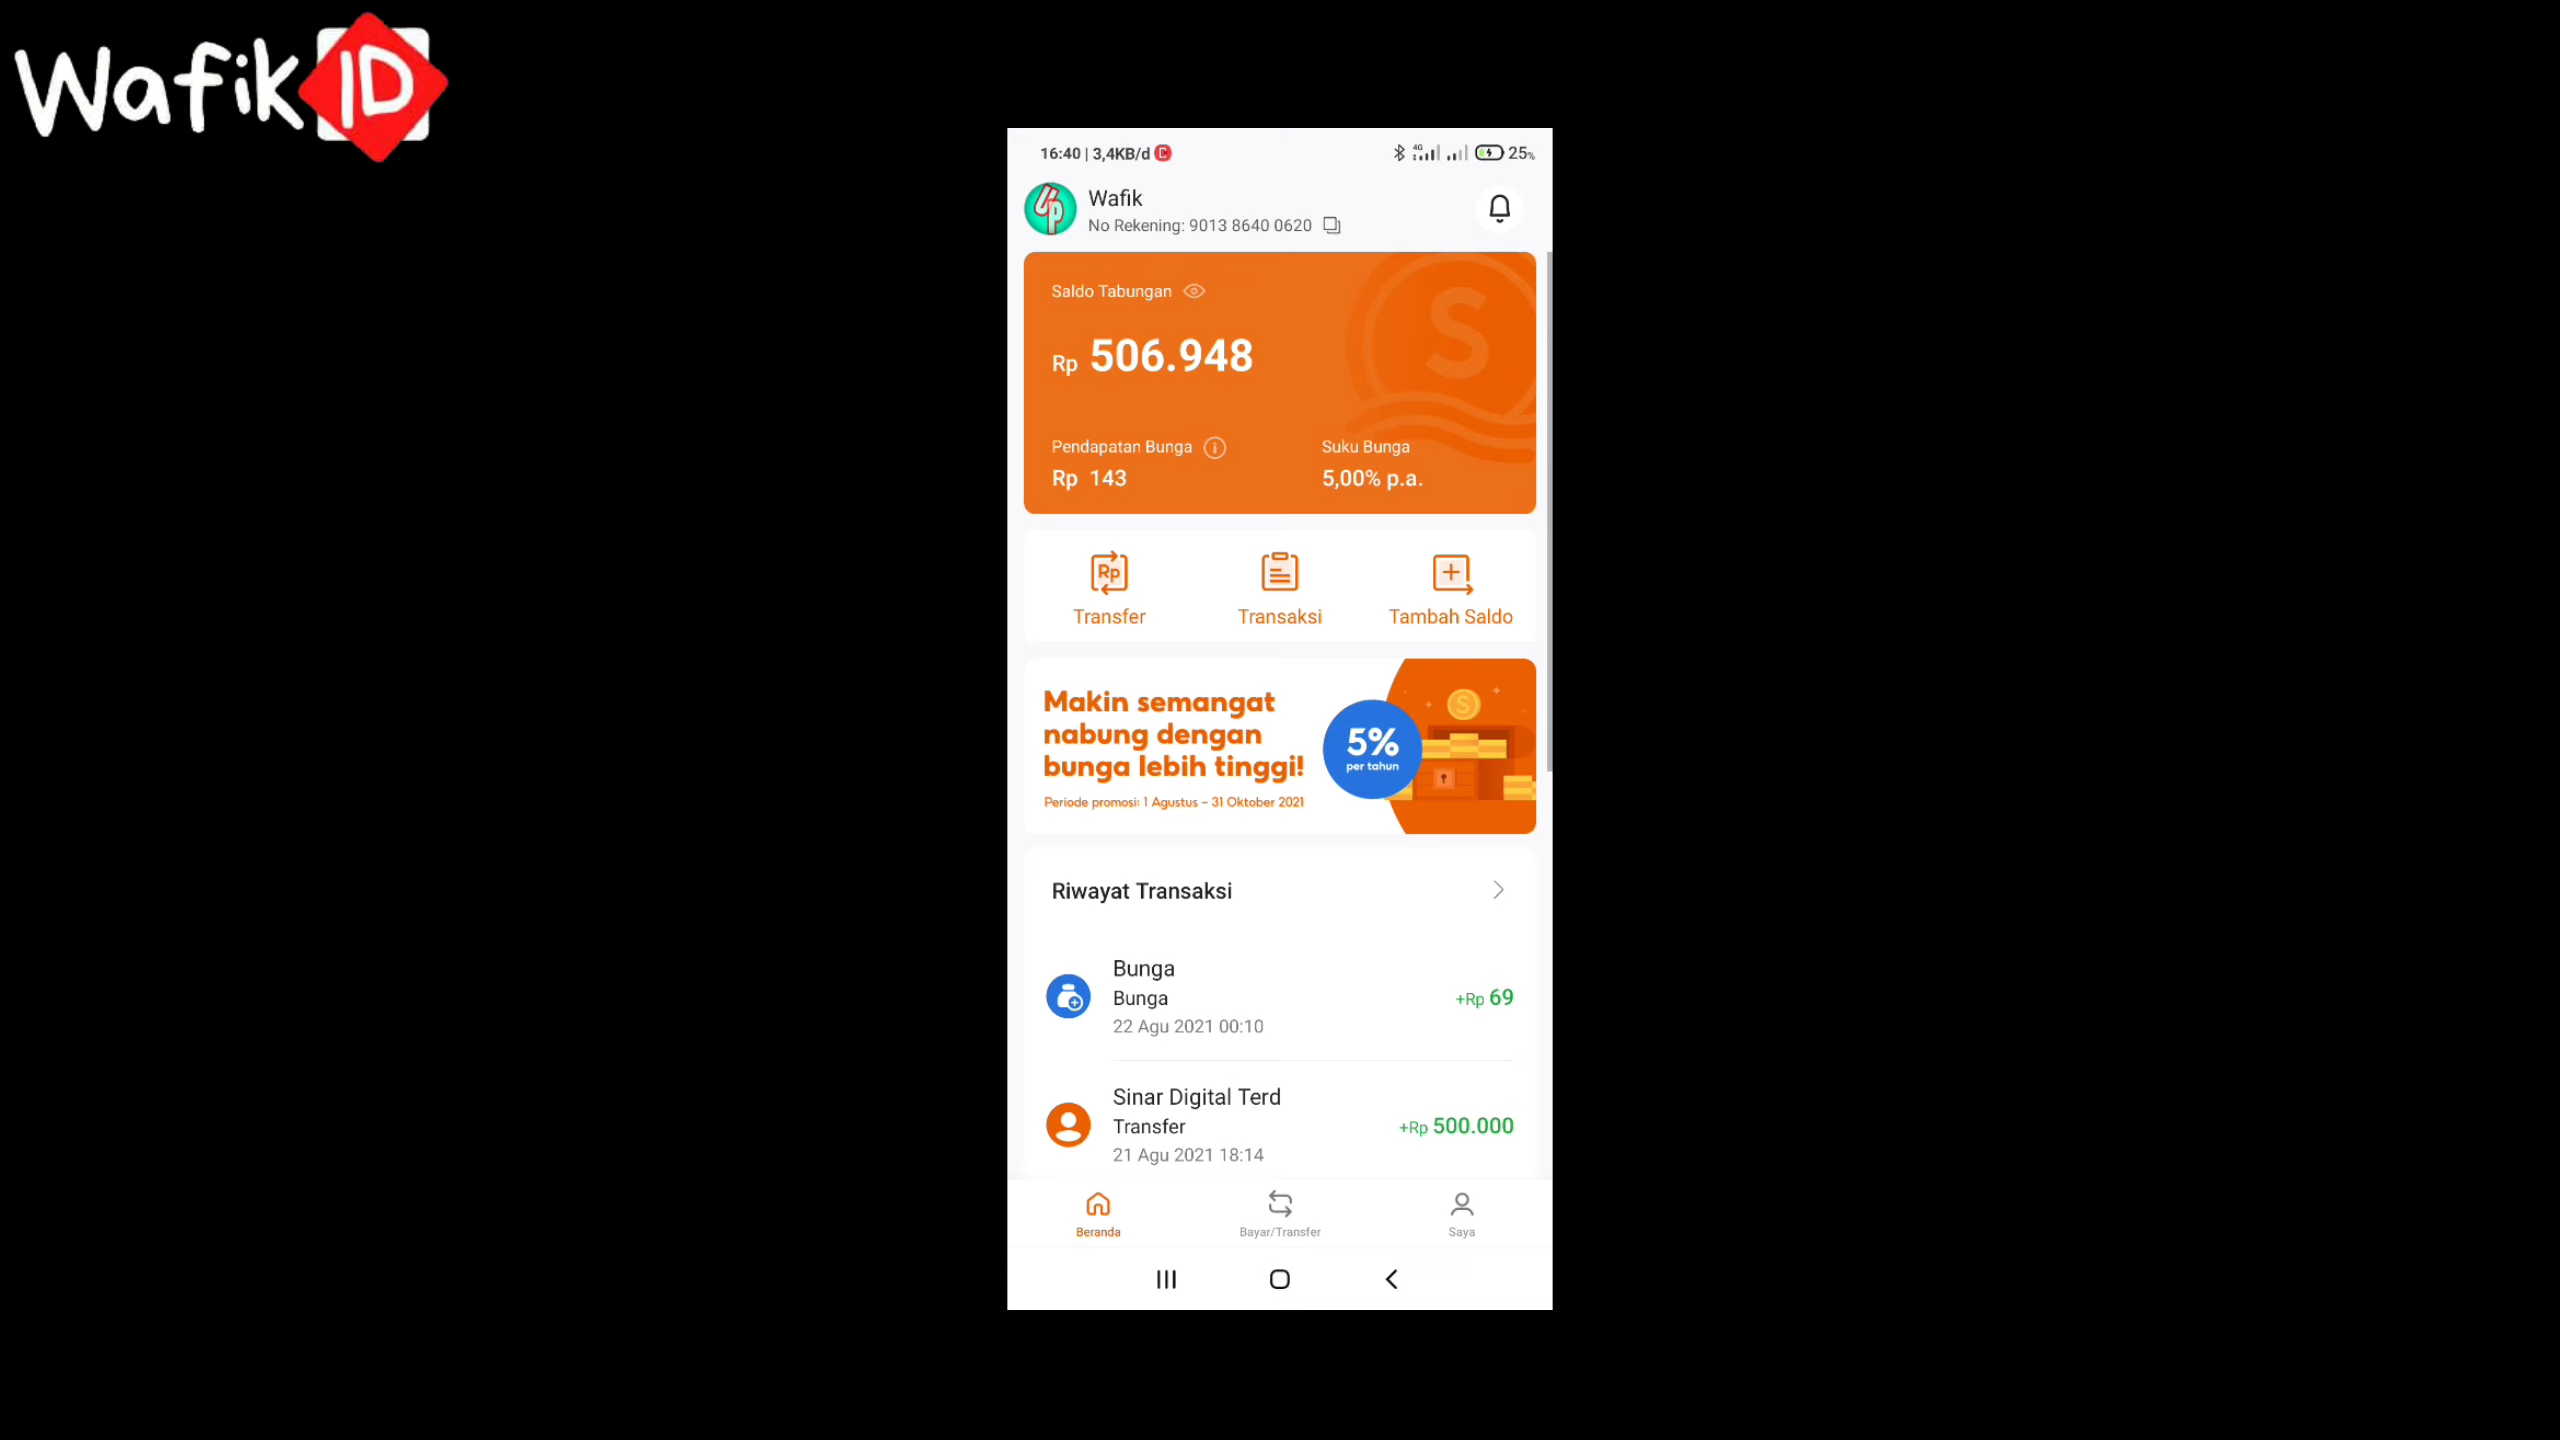 Wafik ID
16:40 | 3,4KB/d
4G
25%
Wafik
No Rekening: 9013 8640 0620
Saldo Tabungan
Rp 506.948
Pendapatan Bunga
Suku Bunga
Rp 143
5,00% p.a.
Rp
Transfer
Transaksi
Tambah Saldo
Makin semangat
nabung dengan
bunga lebih tinggi!
Periode promosi: 1 Agustus – 31 Oktober 2021
5%
per tahun
Riwayat Transaksi
Bunga
Bunga
+Rp 69
22 Agu 2021 00:10
Sinar Digital Terd
Transfer
+Rp 500.000
21 Agu 2021 18:14
Beranda
Bayar/Transfer
Saya